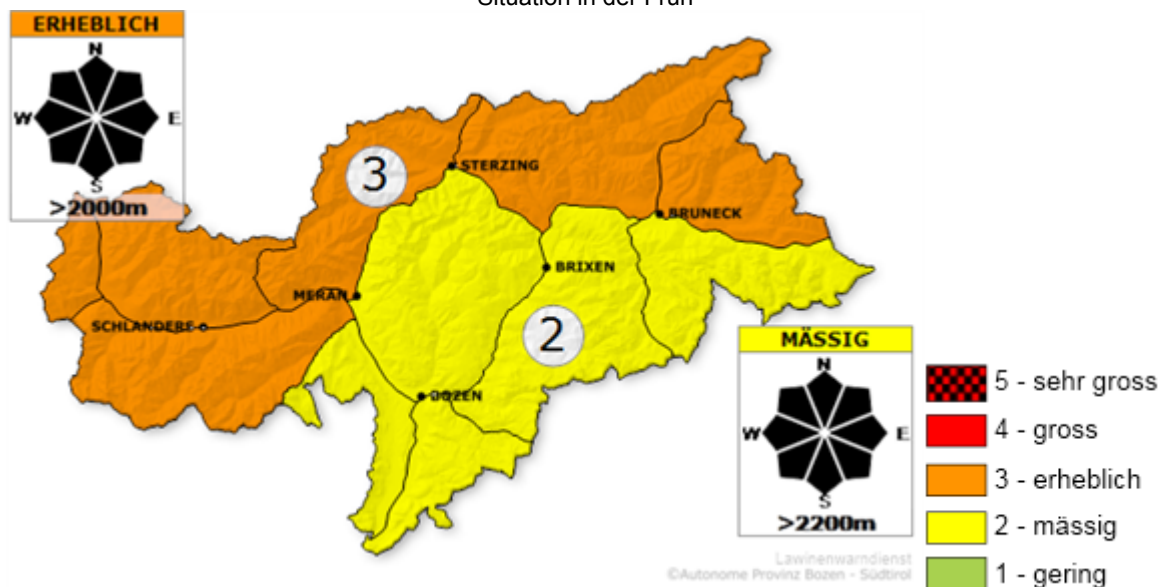 Situation in der Früh
ERHEBLICH
N
W
E
S
>2000m
3
STERZING
BRUNECK
BRIXEN
MERAN
SCHLANDERS
2
BOZEN
MÄSSIG
N
W
E
S
>2200m
5 - sehr gross
4 - gross
3 - erheblich
2 - mässig
1 - gering
Lawinenwarndienst
©Autonome Provinz Bozen - Südtirol